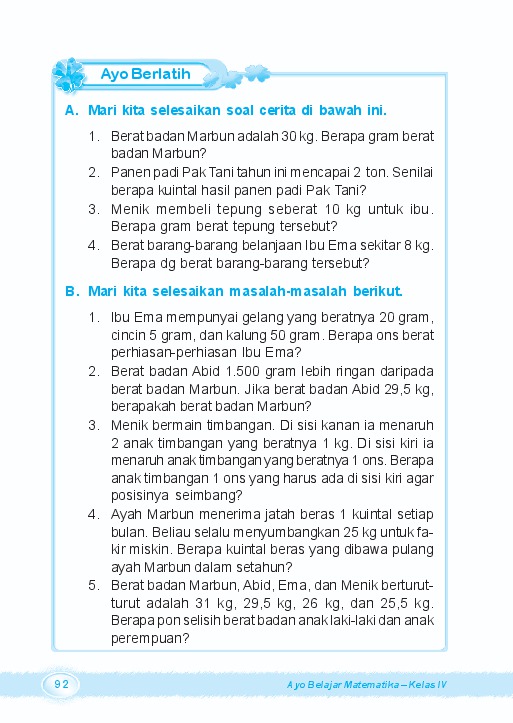 Ayo Berlatih
A. Mari kita selesaikan soal cerita di bawah ini.
1. Berat badan Marbun adalah 30 kg. Berapa gram berat
badan Marbun?
2. Panen padi Pak Tani tahun ini mencapai 2 ton. Senilai
berapa kuintal hasil panen padi Pak Tani?
3. Menik membeli tepung seberat 10 kg untuk ibu.
Berapa gram berat tepung tersebut?
4. Berat barang-barang belanjaan Ibu Ema sekitar 8 kg.
Berapa dg berat barang-barang tersebut?
B. Mari kita selesaikan masalah-masalah berikut.
1. Ibu Ema mempunyai gelang yang beratnya 20 gram,
cincin 5 gram, dan kalung 50 gram. Berapa ons berat
perhiasan-perhiasan Ibu Ema?
2. Berat badan Abid 1.500 gram lebih ringan daripada
berat badan Marbun. Jika berat badan Abid 29,5 kg,
berapakah berat badan Marbun?
3. Menik bermain timbangan. Di sisi kanan ia menaruh
2 anak timbangan yang beratnya 1 kg. Di sisi kiri ia
menaruh anak timbangan yang beratnya 1 ons. Berapa
anak timbangan 1 ons yang harus ada di sisi kiri agar
posisinya seimbang?
4. Ayah Marbun menerima jatah beras 1 kuintal setiap
bulan. Beliau selalu menyumbangkan 25 kg untuk fa-
kir miskin. Berapa kuintal beras yang dibawa pulang
ayah Marbun dalam setahun?
5. Berat badan Marbun, Abid, Ema, dan Menik berturut-
turut adalah 31 kg, 29,5 kg, 26 kg, dan 25,5 kg.
Berapa pon selisih berat badan anak laki-laki dan anak
perempuan?
92
Ayo Belajar Matematika – Kelas IV